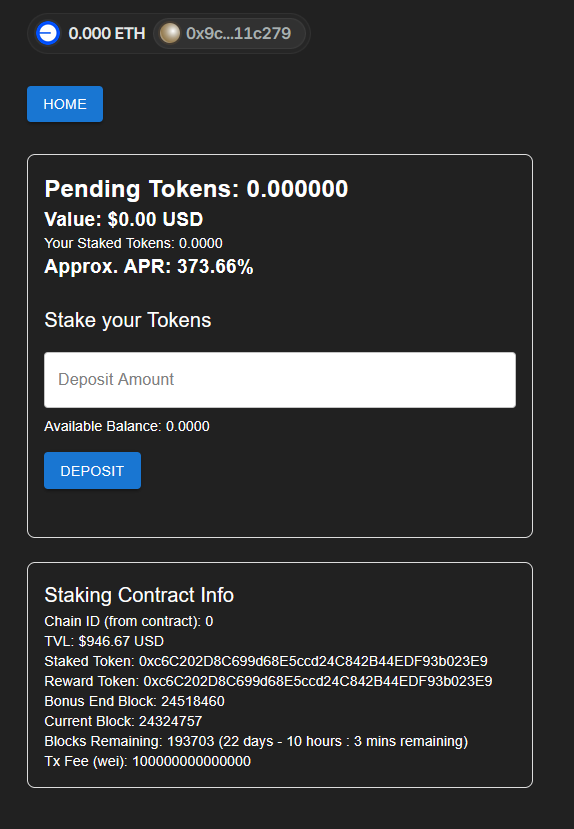 0.000 ETH 0x9c...11c279
HOME
Pending Tokens: 0.000000
Value: $0.00 USD
Your Staked Tokens: 0.0000
Approx. APR: 373.66%
Stake your Tokens
Deposit Amount
Available Balance: 0.0000
DEPOSIT
Staking Contract Info
Chain ID (from contract): 0
TVL: $946.67 USD
Staked Token: 0xc6C202D8C699d68E5ccd24C842B44EDF93b023E9
Reward Token: 0xc6C202D8C699d68E5ccd24C842B44EDF93b023E9
Bonus End Block: 24518460
Current Block: 24324757
Blocks Remaining: 193703 (22 days - 10 hours : 3 mins remaining)
Tx Fee (wei): 100000000000000